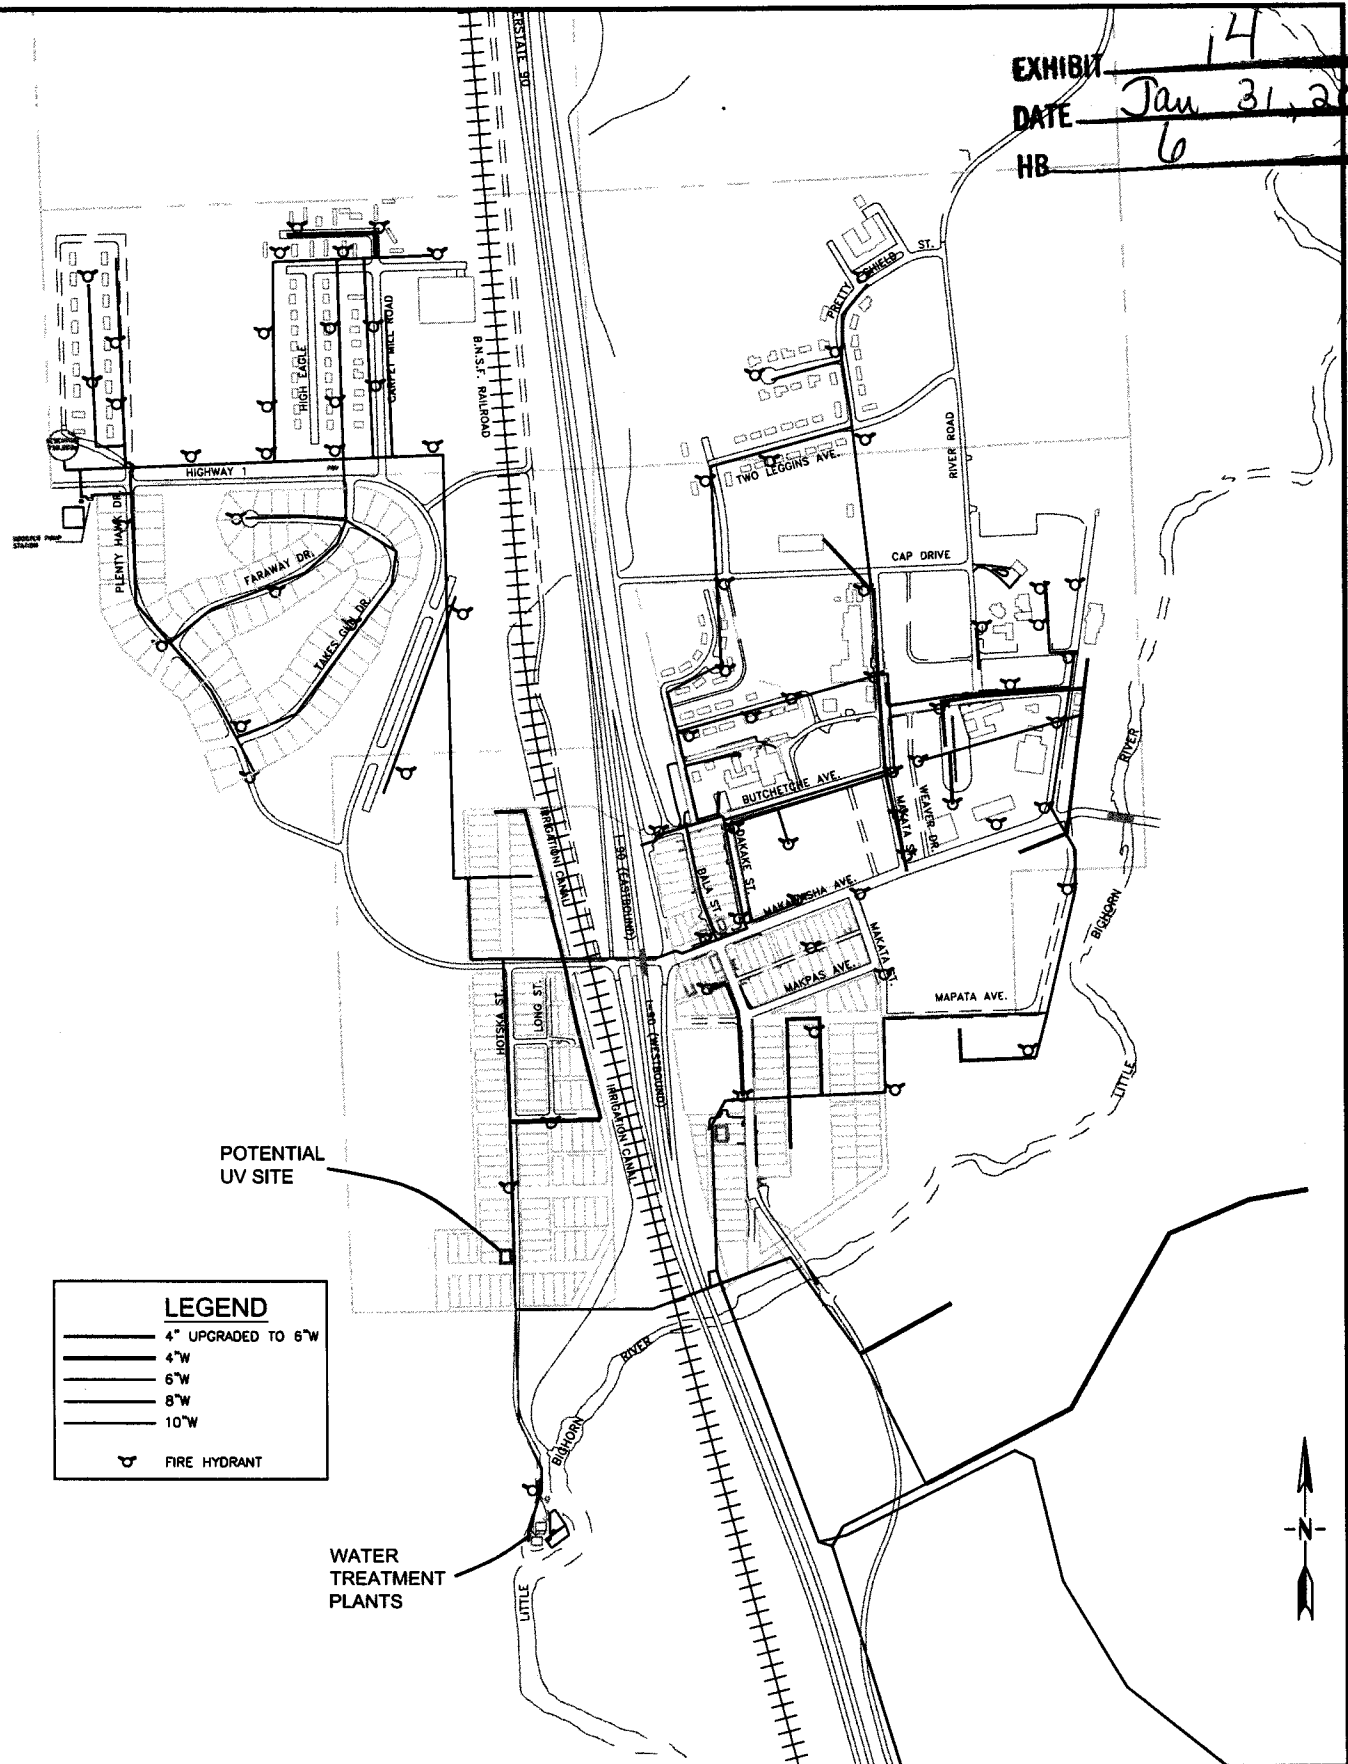 EXHIBIT 14
DATE Jan 31, 2
HB 6
ERSTATE 90
B.N.S.F. RAILROAD
HIGH EAGLE
CARPET MILL ROAD
HIGHWAY 1
PLENTY HAWK DR.
FARAWAY DR.
TAKES GUN DR.
PRETTY SHIELD ST.
TWO LEGGINS AVE.
RIVER ROAD
CAP DRIVE
BUTCHETCHE AVE.
MAKATA ST.
WEAVER DR.
DAKAKE ST.
BALA ST.
MAKPAS AVE.
MAKATA ST.
MAPATA AVE.
RIVER
BIGHORN
LITTLE
IRRIGATION CANAL
I-90 (EASTBOUND)
I-90 (WESTBOUND)
IRRIGATION CANAL
HOTSKA ST.
LONG ST.
POTENTIAL
UV SITE
LEGEND
4" UPGRADED TO 6"W
4"W
6"W
8"W
10"W
FIRE HYDRANT
RIVER
BIGHORN
LITTLE
WATER
TREATMENT
PLANTS
-N-